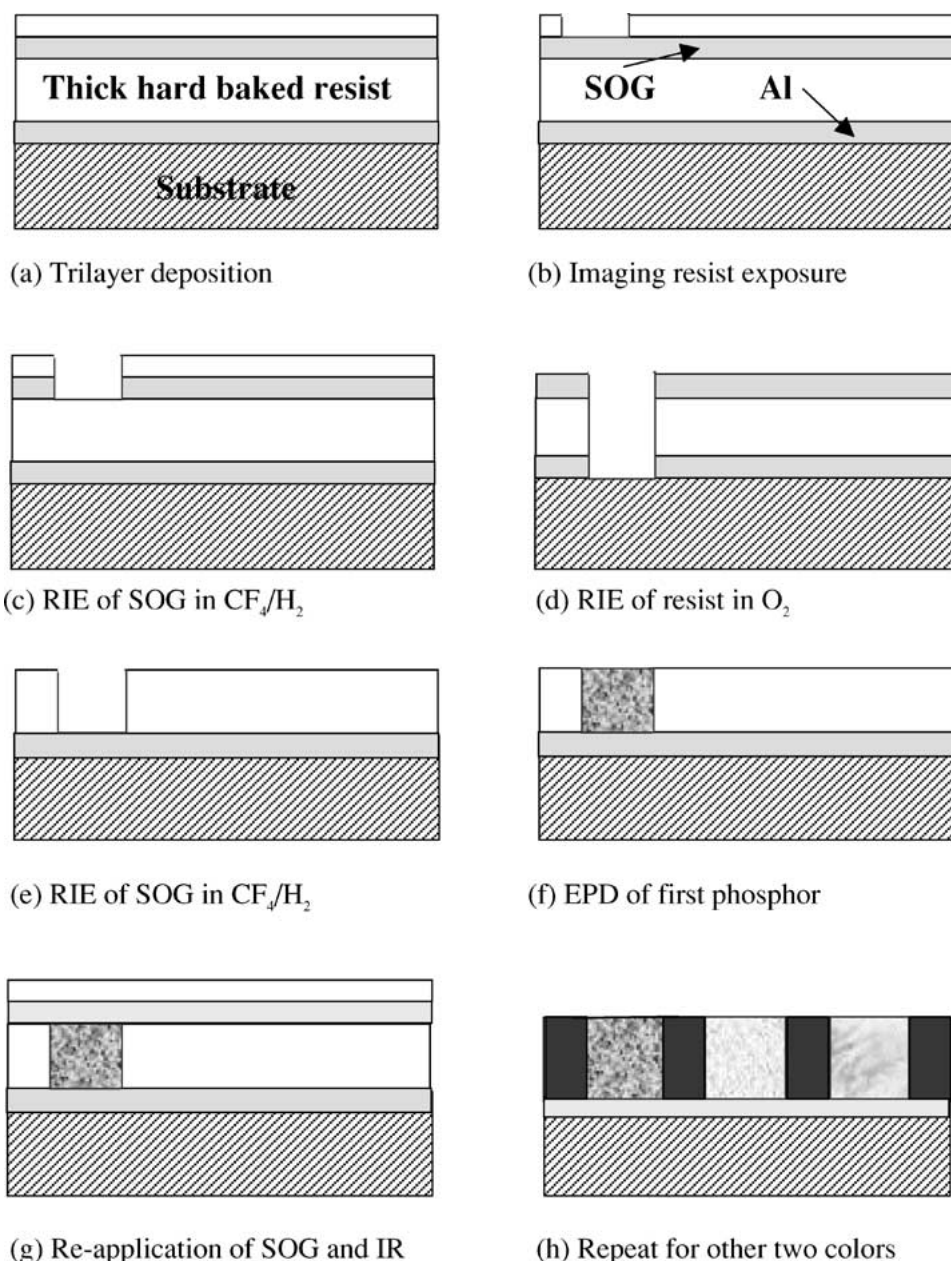 Thick hard baked resist
Substrate
SOG Al
(a) Trilayer deposition
(b) Imaging resist exposure
(c) RIE of SOG in CF₄/H₂
(d) RIE of resist in O₂
(e) RIE of SOG in CF₄/H₂
(f) EPD of first phosphor
(g) Re-application of SOG and IR
(h) Repeat for other two colors